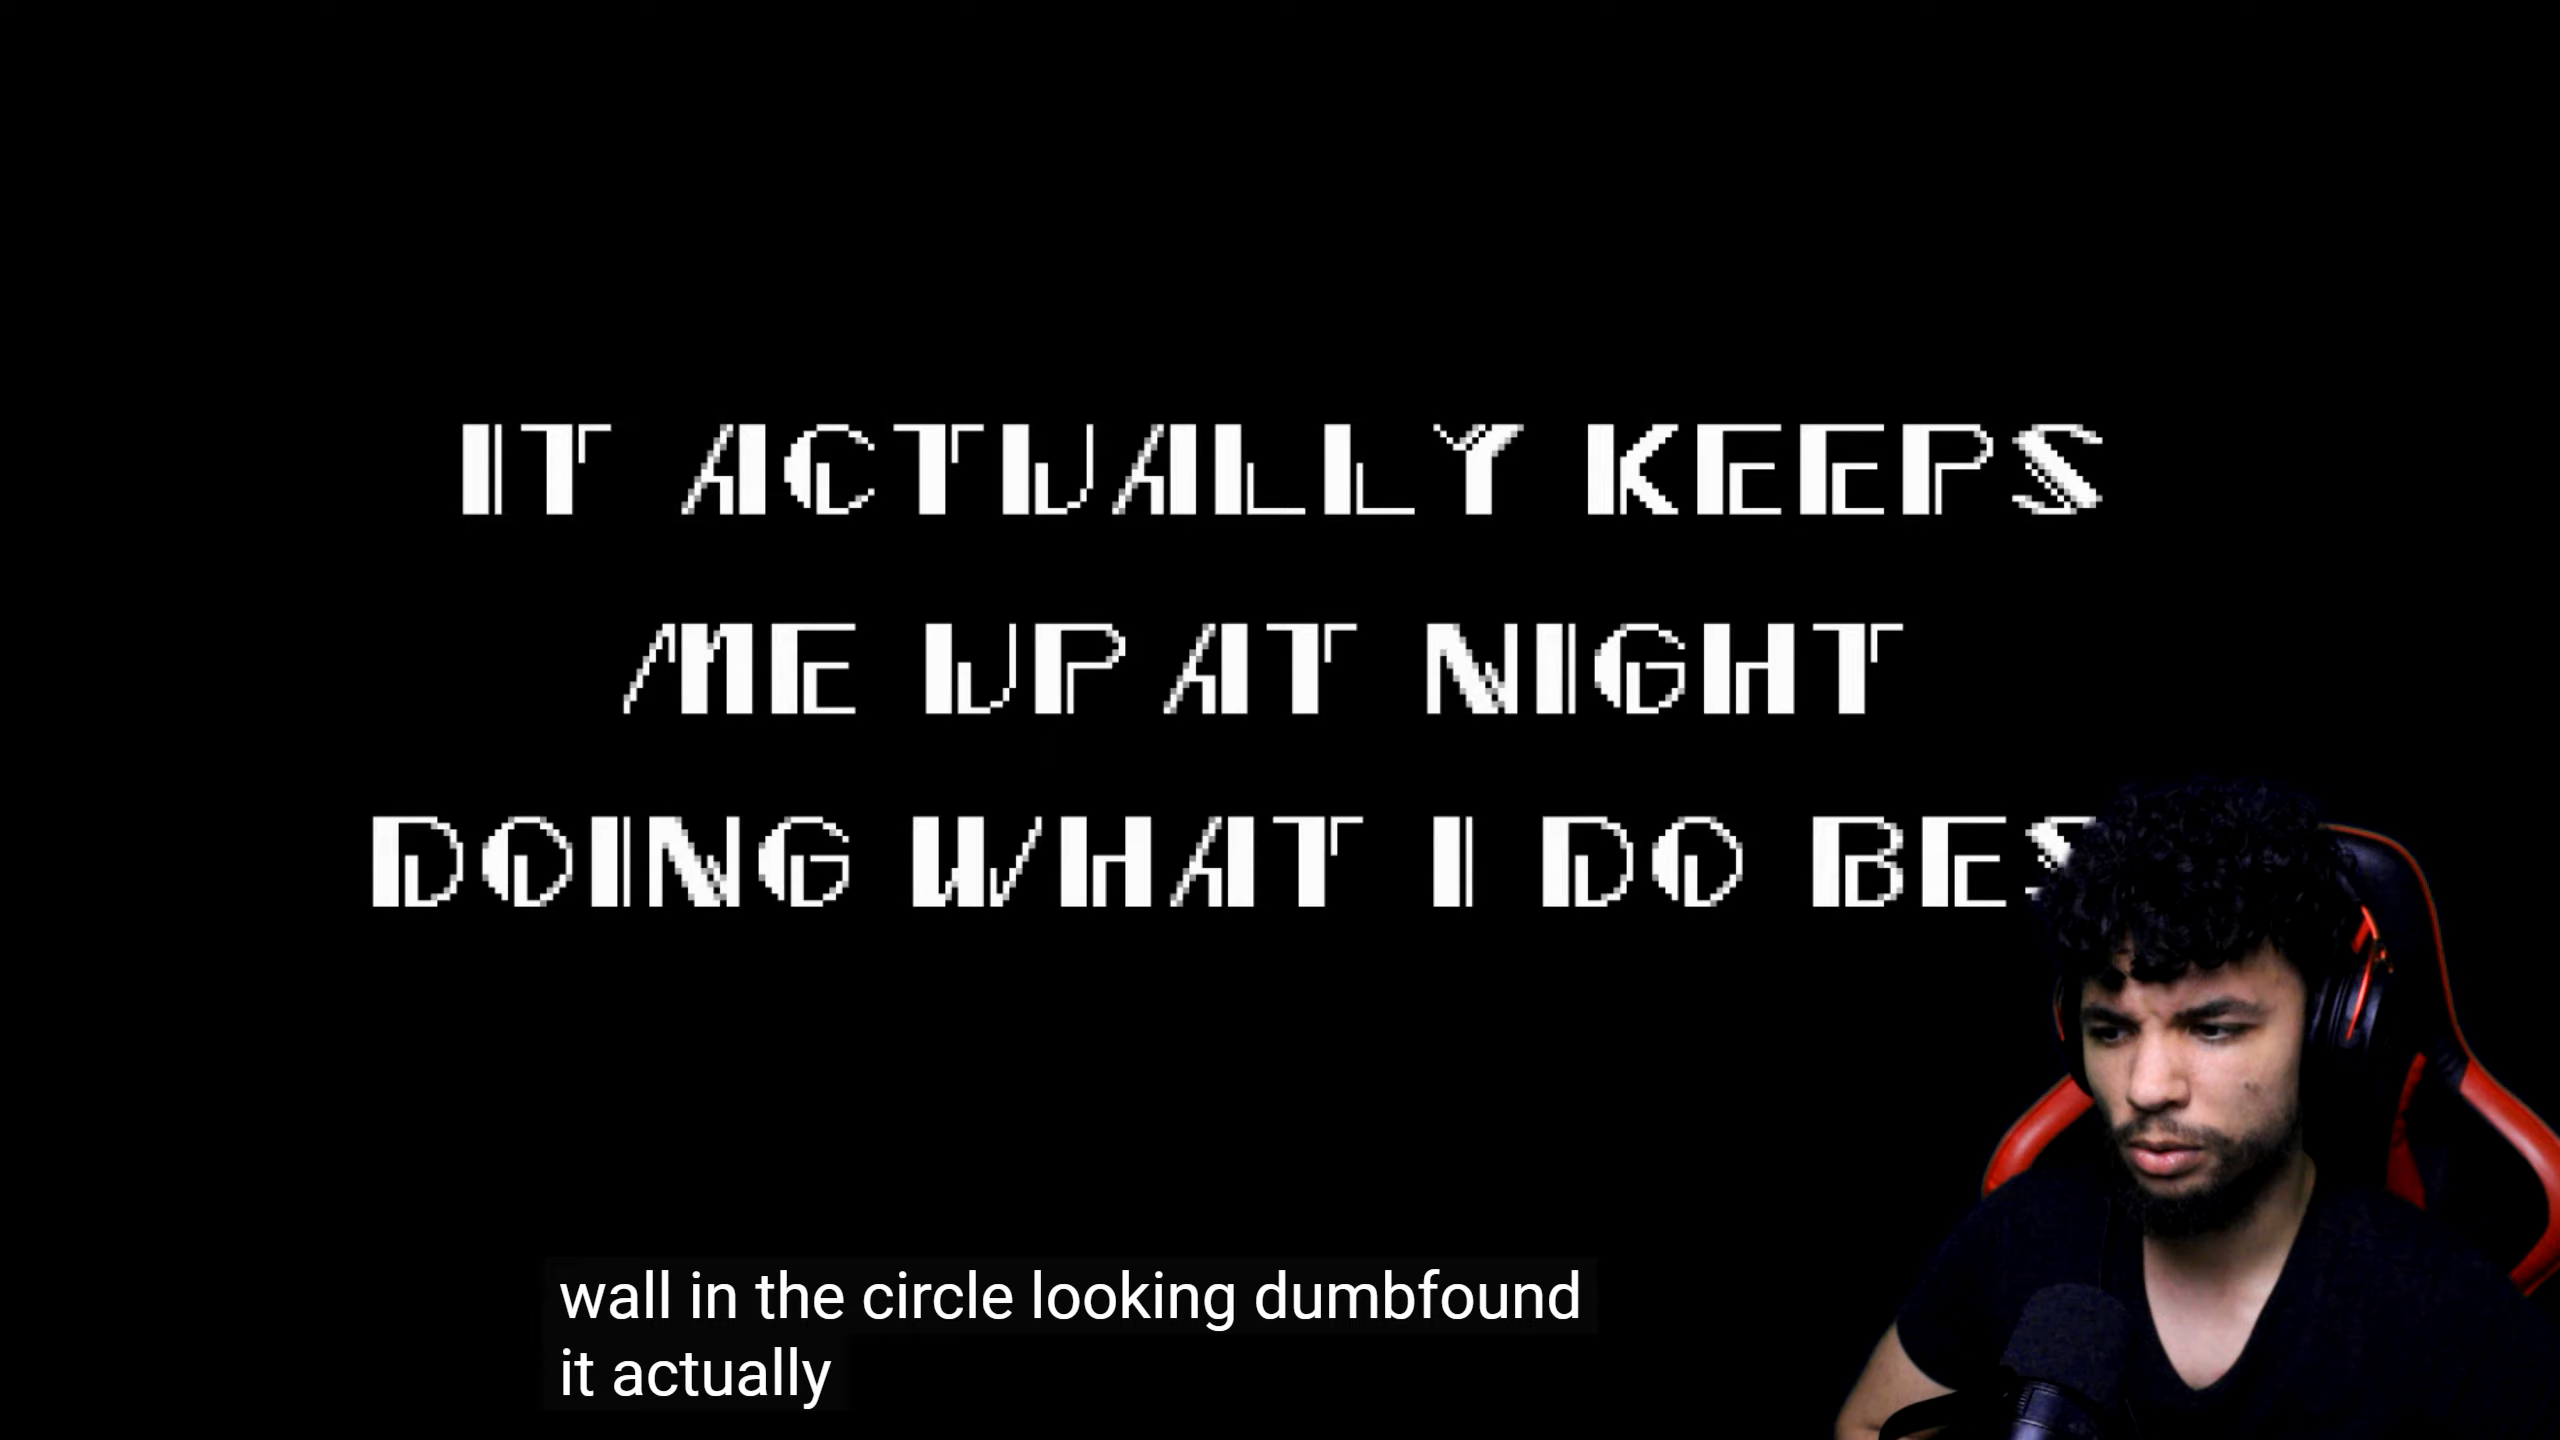 IT ACTUALLY KEEPS
ME UP AT NIGHT
DOING WHAT I DO
wall in the circle looking dumbfound
it actually